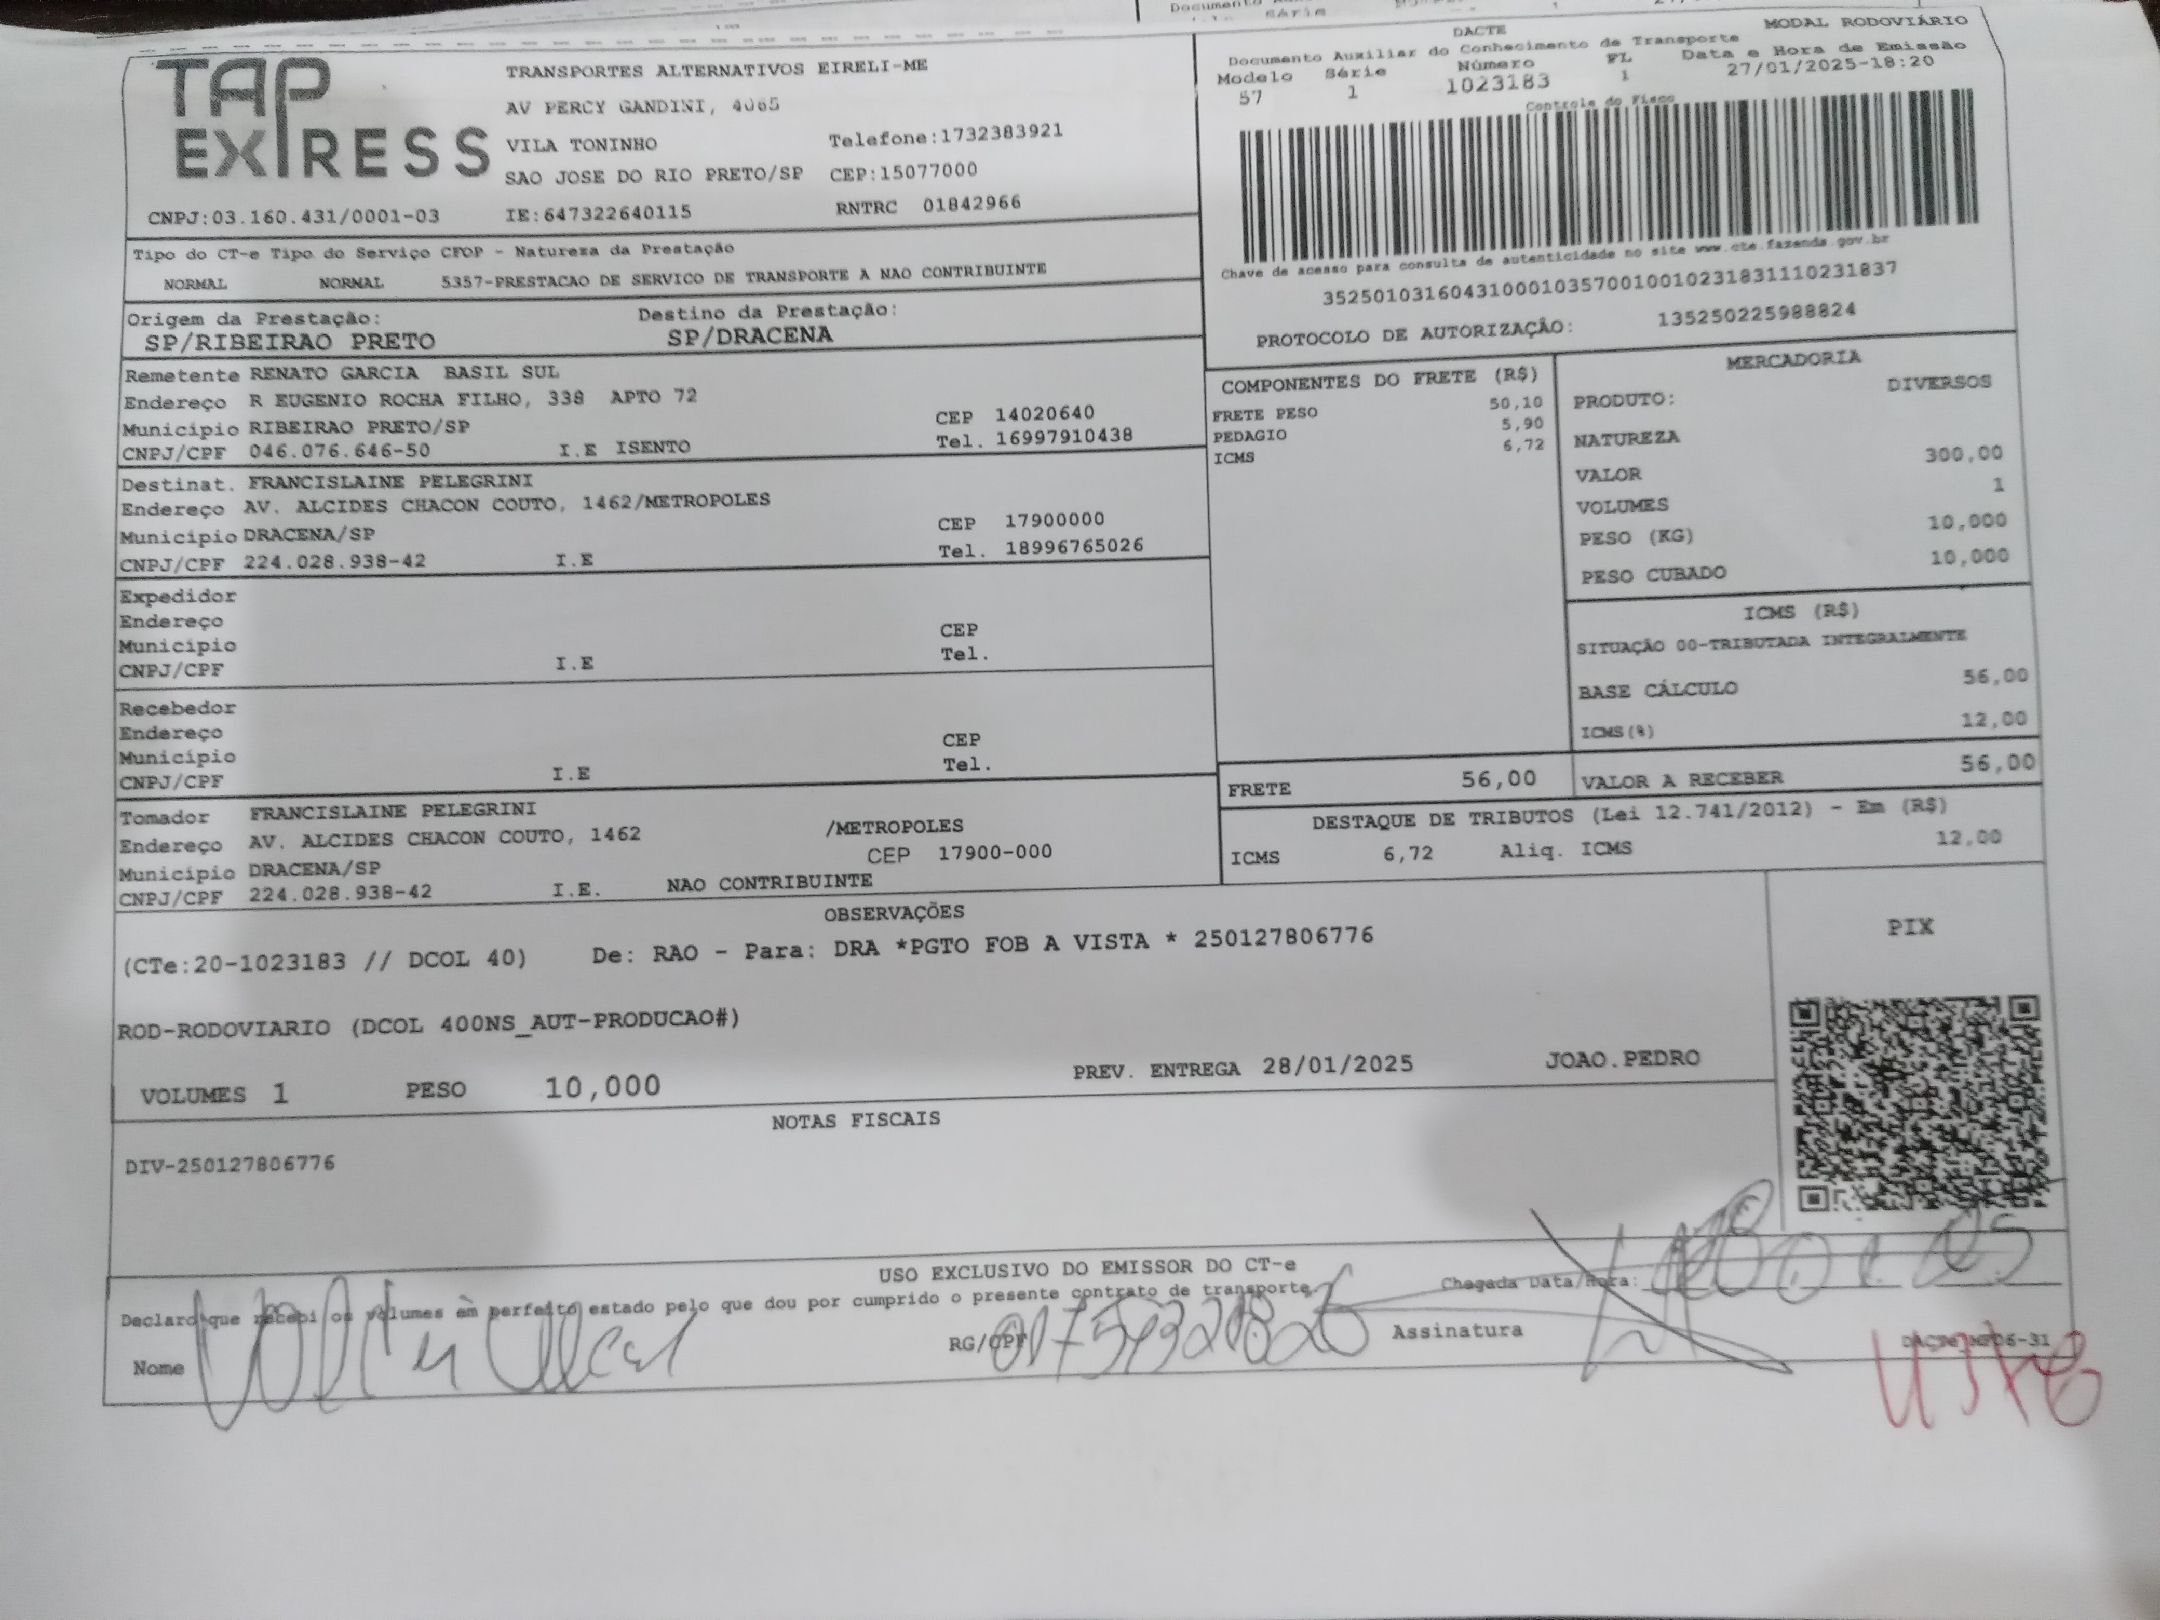 TAP EXPRESS
TRANSPORTES ALTERNATIVOS EIRELI-ME
AV PERCY GANDINI, 4065
VILA TONINHO Telefone:1732383921
SAO JOSE DO RIO PRETO/SP CEP:15077000
CNPJ:03.160.431/0001-03 IE:647322640115 RNTRC 01842966
DACTE MODAL RODOVIÁRIO
Documento Auxiliar do Conhecimento de Transporte
Modelo Série Número FL Data e Hora de Emissão
57 1 1023183 1 27/01/2025-18:20
Controle do Fisco
Chave de acesso para consulta de autenticidade no site www.cte.fazenda.gov.br
35250103160431000103570010010231831110231837
PROTOCOLO DE AUTORIZAÇÃO: 135250225988824
Tipo do CT-e Tipo do Serviço CFOP - Natureza da Prestação
NORMAL NORMAL 5357-PRESTACAO DE SERVICO DE TRANSPORTE A NAO CONTRIBUINTE
Origem da Prestação: Destino da Prestação:
SP/RIBEIRAO PRETO SP/DRACENA
Remetente RENATO GARCIA BASIL SUL
Endereço R EUGENIO ROCHA FILHO, 338 APTO 72
Município RIBEIRAO PRETO/SP CEP 14020640
CNPJ/CPF 046.076.646-50 I.E ISENTO Tel. 16997910438
Destinat. FRANCISLAINE PELEGRINI
Endereço AV. ALCIDES CHACON COUTO, 1462/METROPOLES
Município DRACENA/SP CEP 17900000
CNPJ/CPF 224.028.938-42 I.E Tel. 18996765026
Expedidor
Endereço
Município CEP
CNPJ/CPF I.E Tel.
Recebedor
Endereço
Município CEP
CNPJ/CPF I.E Tel.
Tomador FRANCISLAINE PELEGRINI
Endereço AV. ALCIDES CHACON COUTO, 1462 /METROPOLES
Município DRACENA/SP CEP 17900-000
CNPJ/CPF 224.028.938-42 I.E. NAO CONTRIBUINTE
COMPONENTES DO FRETE (R$)
FRETE PESO 50,10
PEDAGIO 5,90
ICMS 6,72
MERCADORIA
PRODUTO: DIVERSOS
NATUREZA
VALOR 300,00
VOLUMES 1
PESO (KG) 10,000
PESO CUBADO 10,000
ICMS (R$)
SITUAÇÃO 00-TRIBUTADA INTEGRALMENTE
BASE CÁLCULO 56,00
ICMS(%) 12,00
FRETE 56,00 VALOR A RECEBER 56,00
DESTAQUE DE TRIBUTOS (Lei 12.741/2012) - Em (R$)
ICMS 6,72 Aliq. ICMS 12,00
OBSERVAÇÕES
(CTe:20-1023183 // DCOL 40) De: RAO - Para: DRA *PGTO FOB A VISTA * 250127806776
PIX
ROD-RODOVIARIO (DCOL 400NS_AUT-PRODUCAO#)
VOLUMES 1 PESO 10,000 PREV. ENTREGA 28/01/2025 JOAO.PEDRO
NOTAS FISCAIS
DIV-250127806776
USO EXCLUSIVO DO EMISSOR DO CT-e
Declaro que recebi os volumes em perfeito estado pelo que dou por cumprido o presente contrato de transporte Chegada Data/Hora:
Nome RG/CPF Assinatura